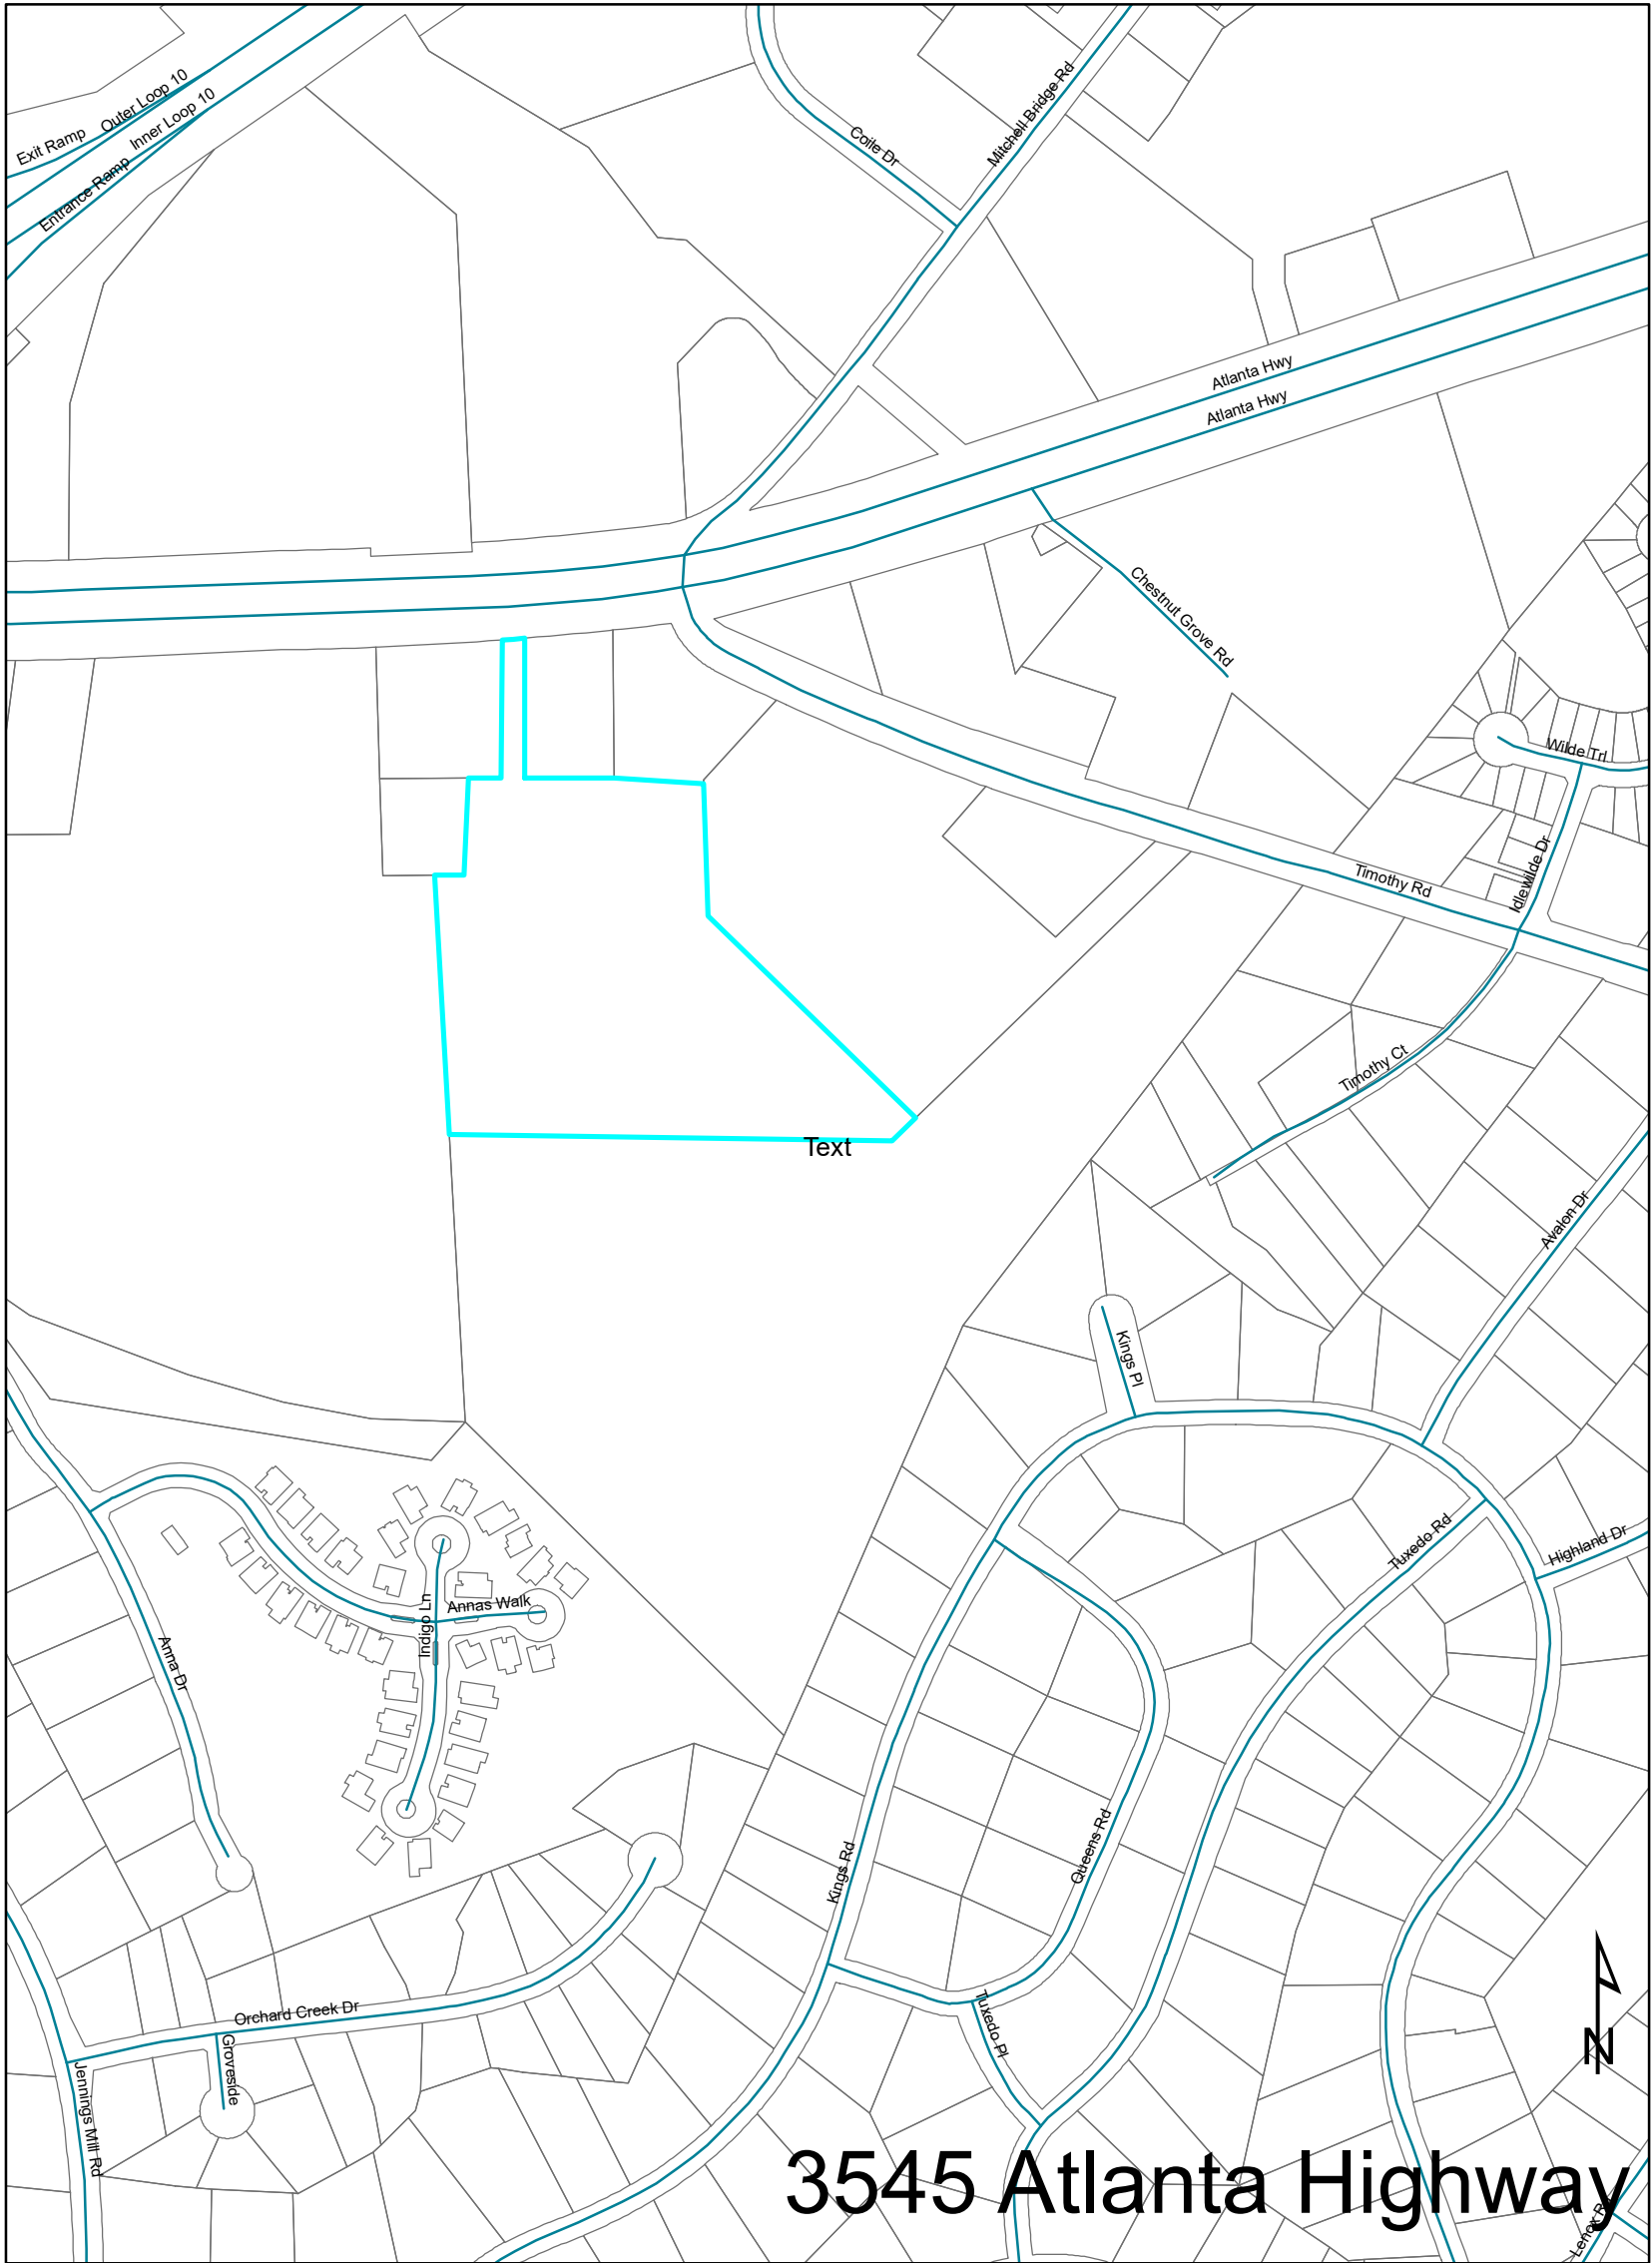 Exit Ramp
Outer Loop 10
Inner Loop 10
Entrance Ramp
Coile Dr
Mitchell Bridge Rd
Atlanta Hwy
Atlanta Hwy
Chestnut Grove Rd
Wilde Trl
Idlewilde Dr
Timothy Rd
Timothy Ct
Text
Avalon Dr
Kings Pl
Tuxedo Rd
Highland Dr
Annas Walk
Indigo Ln
Anna Dr
Kings Rd
Queens Rd
Tuxedo Pl
Orchard Creek Dr
Groveside
Jennings Mill Rd
N
3545 Atlanta Highway
Lenox Rd